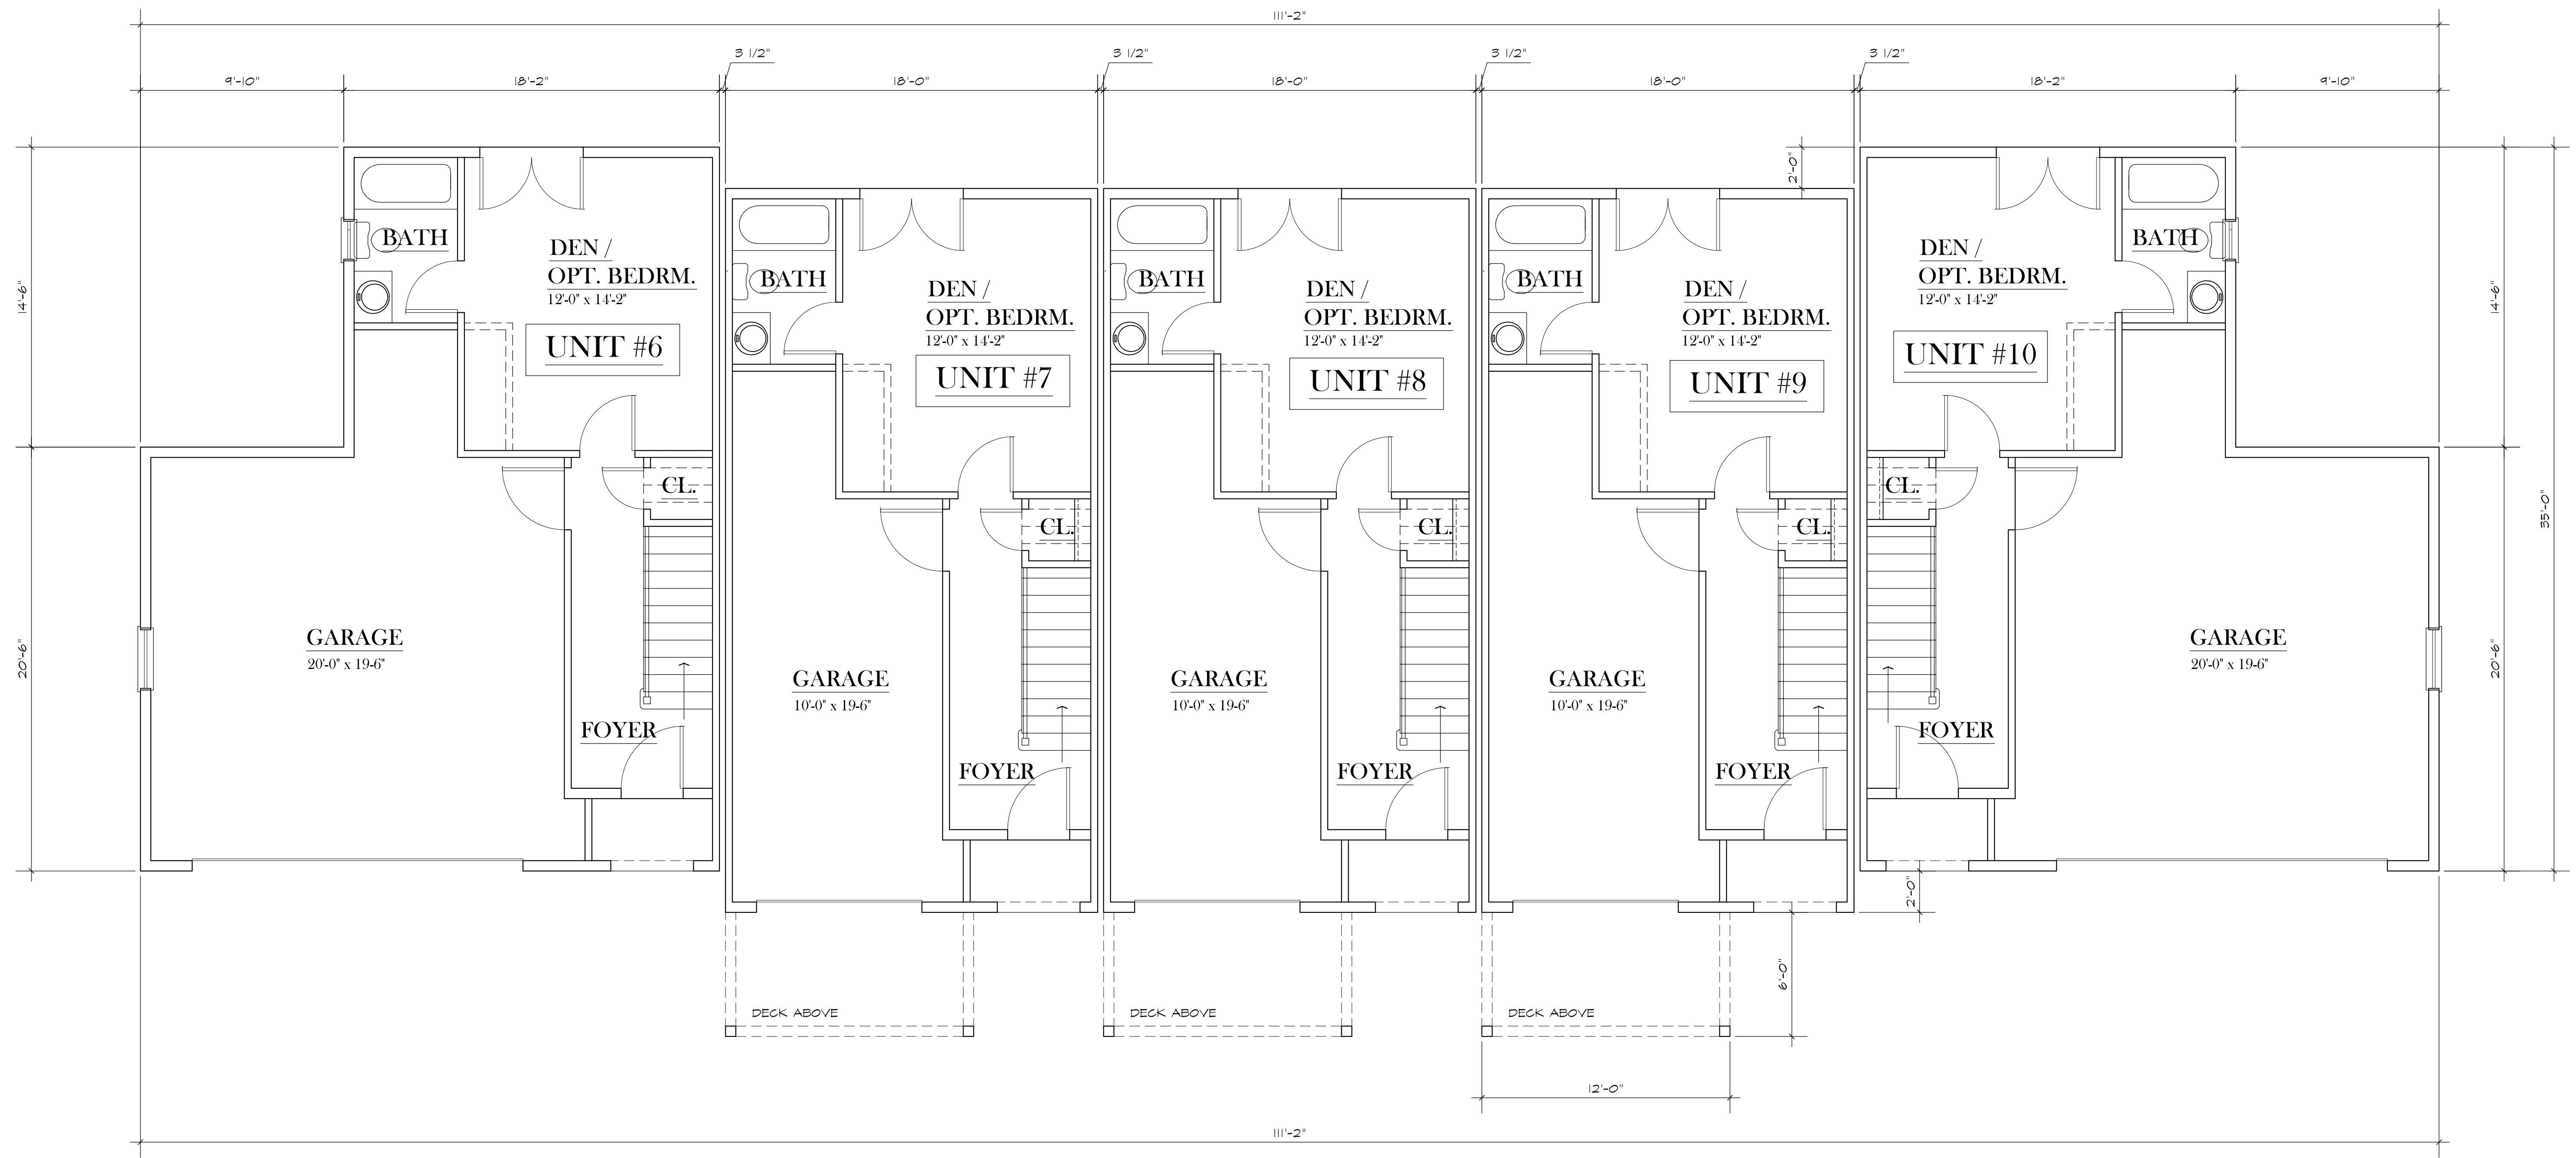 111'-2"
3 1/2"
3 1/2"
3 1/2"
3 1/2"
9'-10"
18'-2"
18'-0"
18'-0"
18'-0"
18'-2"
9'-10"
2'-0"
14'-6"
14'-6"
35'-0"
20'-6"
20'-6"
BATH
DEN /
OPT. BEDRM.
12'-0" x 14'-2"
UNIT #6
CL.
GARAGE
20'-0" x 19-6"
FOYER
BATH
DEN /
OPT. BEDRM.
12'-0" x 14'-2"
UNIT #7
CL.
GARAGE
10'-0" x 19-6"
FOYER
DECK ABOVE
BATH
DEN /
OPT. BEDRM.
12'-0" x 14'-2"
UNIT #8
CL.
GARAGE
10'-0" x 19-6"
FOYER
DECK ABOVE
BATH
DEN /
OPT. BEDRM.
12'-0" x 14'-2"
UNIT #9
CL.
GARAGE
10'-0" x 19-6"
FOYER
DECK ABOVE
DEN /
OPT. BEDRM.
12'-0" x 14'-2"
BATH
UNIT #10
CL.
GARAGE
20'-0" x 19-6"
FOYER
2'-0"
6'-0"
12'-0"
111'-2"